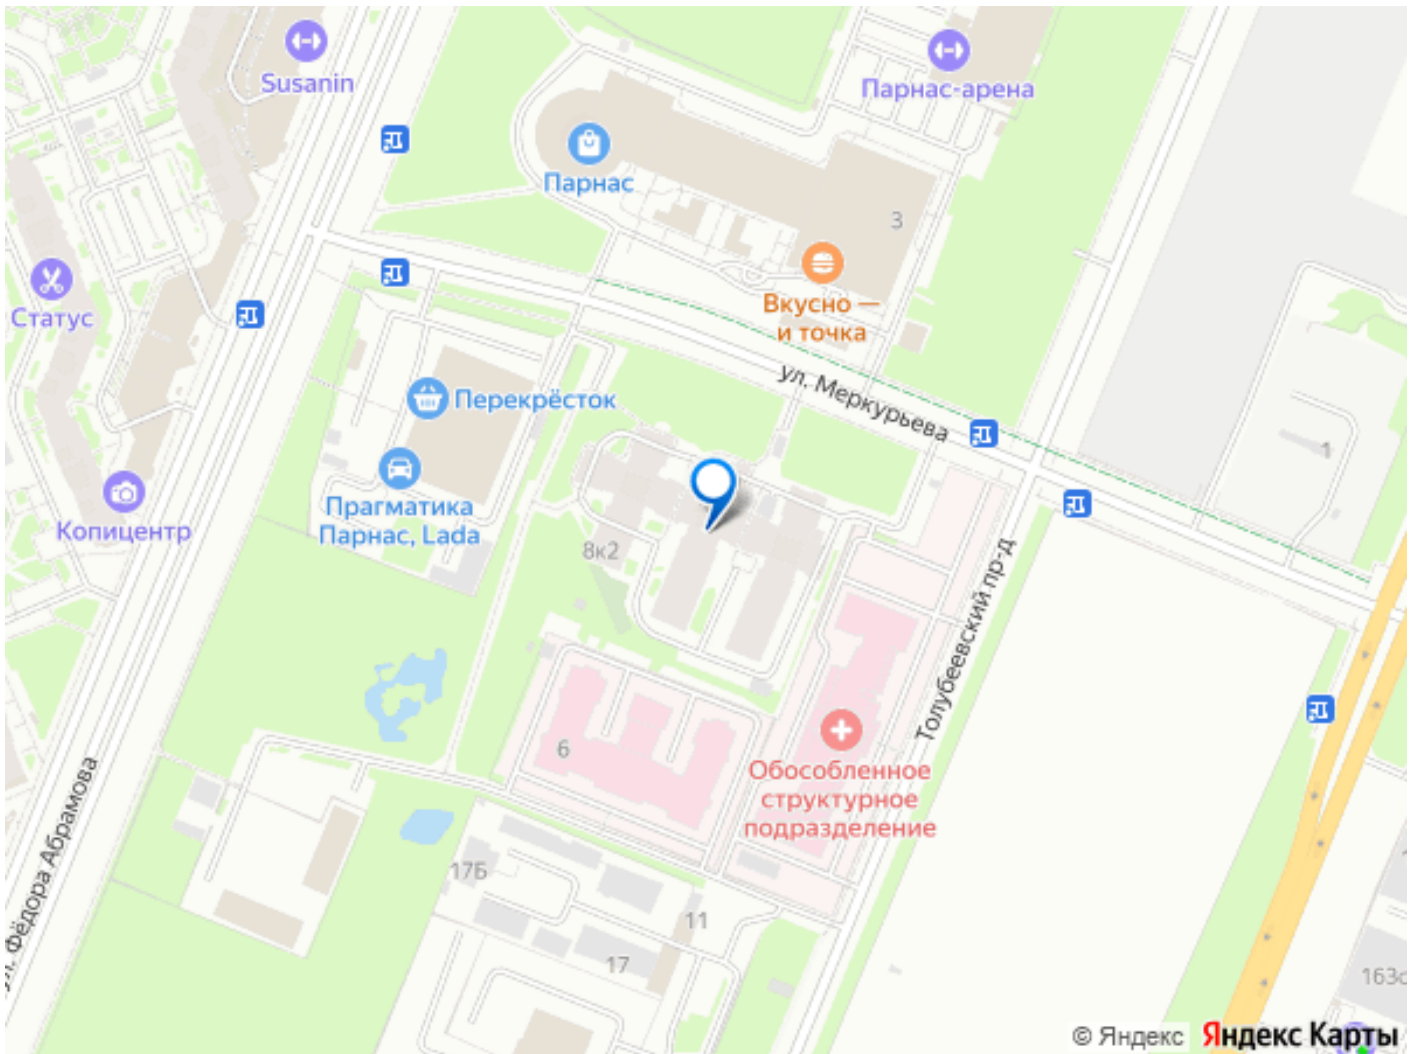 Susanin
Парнас-арена
Парнас
3
Вкусно —
и точка
Статус
ул. Меркурьева
Перекрёсток
1
Прагматика
Парнас, Lada
Копицентр
8к2
Толубеевский пр-д
6
Обособленное
структурное
подразделение
ул. Фёдора Абрамова
17Б
11
17
163
© Яндекс
Яндекс Карты